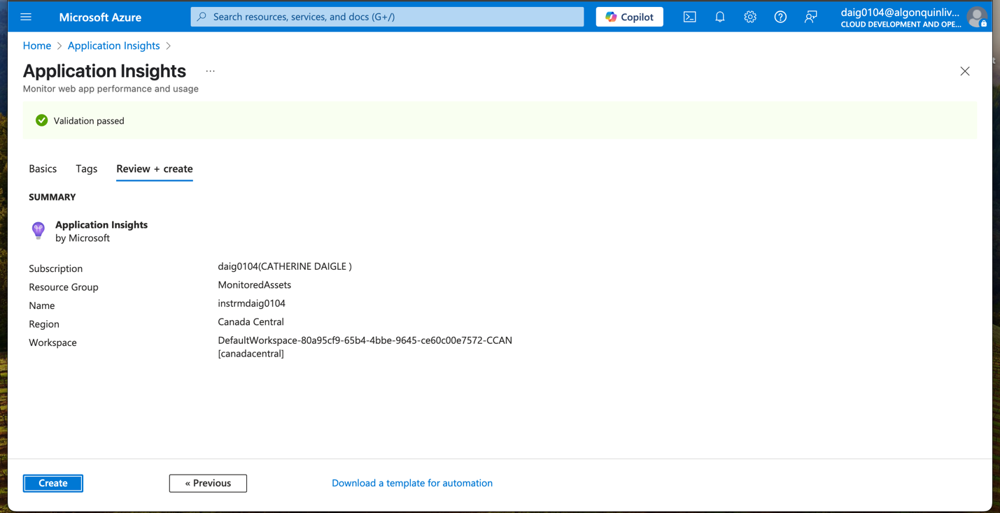 Microsoft Azure
Search resources, services, and docs (G+/)
Copilot
daig0104@algonquinliv...
CLOUD DEVELOPMENT AND OPE...
Home > Application Insights >
Application Insights ...
Monitor web app performance and usage
Validation passed
Basics Tags Review + create
SUMMARY
Application Insights
by Microsoft
Subscription daig0104(CATHERINE DAIGLE )
Resource Group MonitoredAssets
Name instrmdaig0104
Region Canada Central
Workspace DefaultWorkspace-80a95cf9-65b4-4bbe-9645-ce60c00e7572-CCAN
[canadacentral]
Create « Previous Download a template for automation